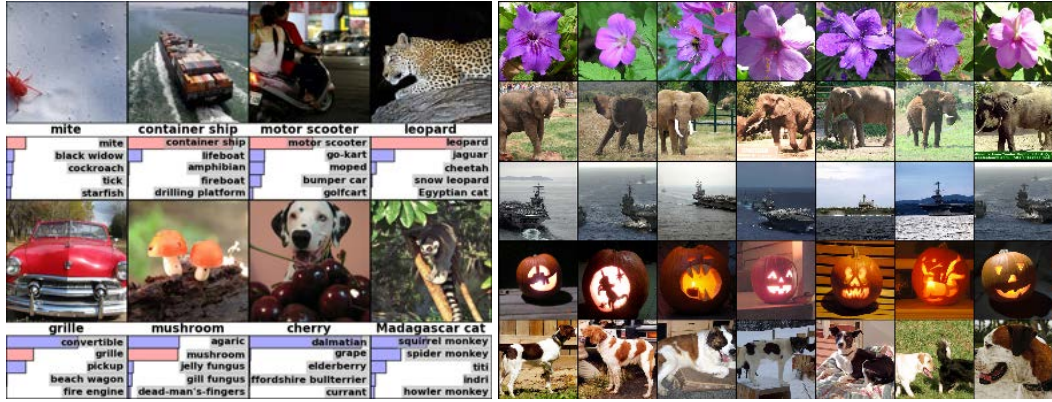 mite
container ship
motor scooter
leopard
mite
black widow
cockroach
tick
starfish
container ship
lifeboat
amphibian
fireboat
drilling platform
motor scooter
go-kart
moped
bumper car
golfcart
leopard
jaguar
cheetah
snow leopard
Egyptian cat
grille
mushroom
cherry
Madagascar cat
convertible
grille
pickup
beach wagon
fire engine
agaric
mushroom
jelly fungus
gill fungus
dead-man's-fingers
dalmatian
grape
elderberry
ffordshire bullterrier
currant
squirrel monkey
spider monkey
titi
indri
howler monkey